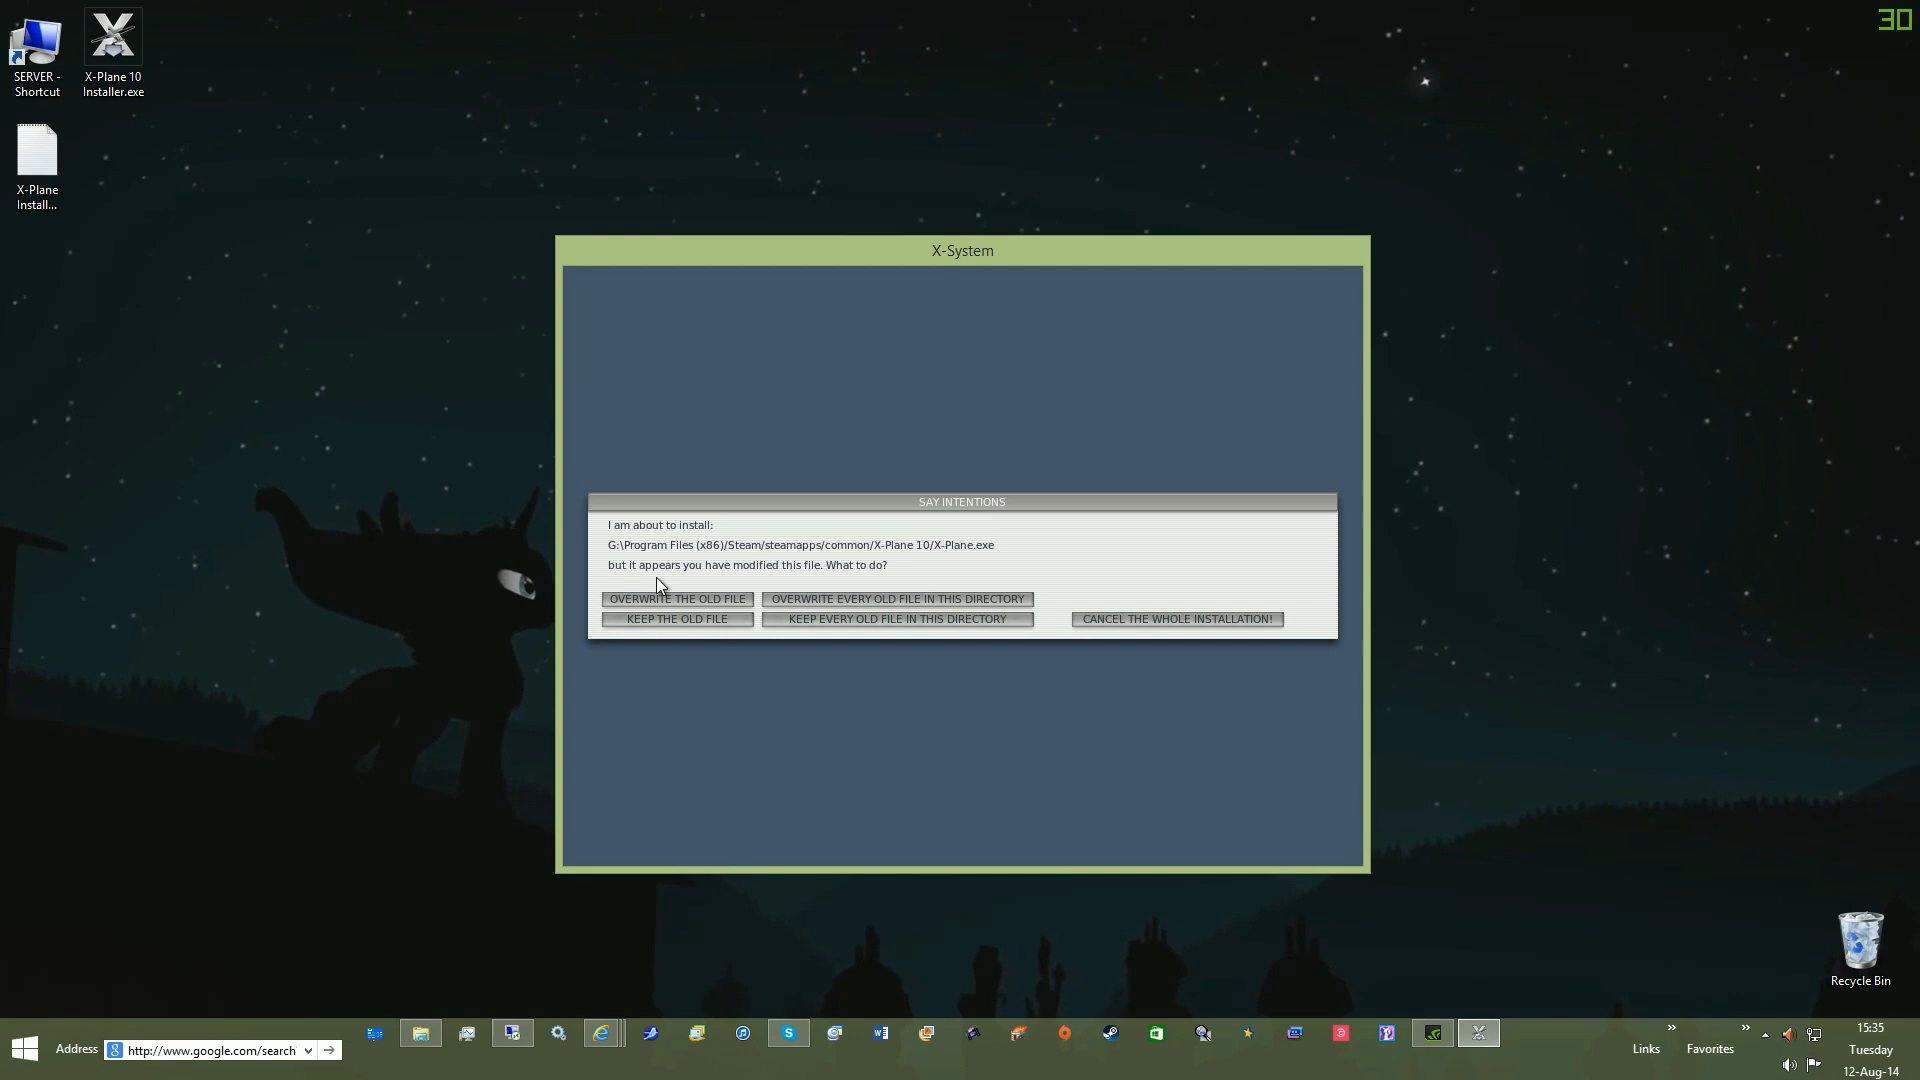 30
SERVER -
Shortcut
X-Plane 10
Installer.exe
X-Plane
Install...
X-System
SAY INTENTIONS
I am about to install:
G:\Program Files (x86)/Steam/steamapps/common/X-Plane 10/X-Plane.exe
but it appears you have modified this file. What to do?
OVERWRITE THE OLD FILE
OVERWRITE EVERY OLD FILE IN THIS DIRECTORY
KEEP THE OLD FILE
KEEP EVERY OLD FILE IN THIS DIRECTORY
CANCEL THE WHOLE INSTALLATION!
Recycle Bin
Address
http://www.google.com/search
Links
Favorites
15:35
Tuesday
12-Aug-14